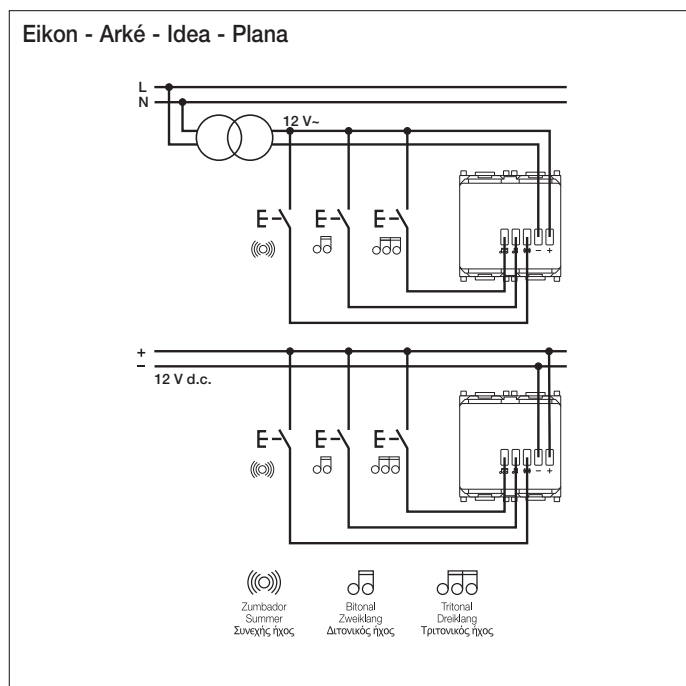 Eikon - Arké - Idea - Plana
L
N
12 V~
E
E
E
− +
+
−
12 V d.c.
E
E
E
− +
Zumbador
Summer
Συνεχής ήχος
Bitonal
Zweiklang
Διτονικός ήχος
Tritonal
Dreiklang
Τριτονικός ήχος